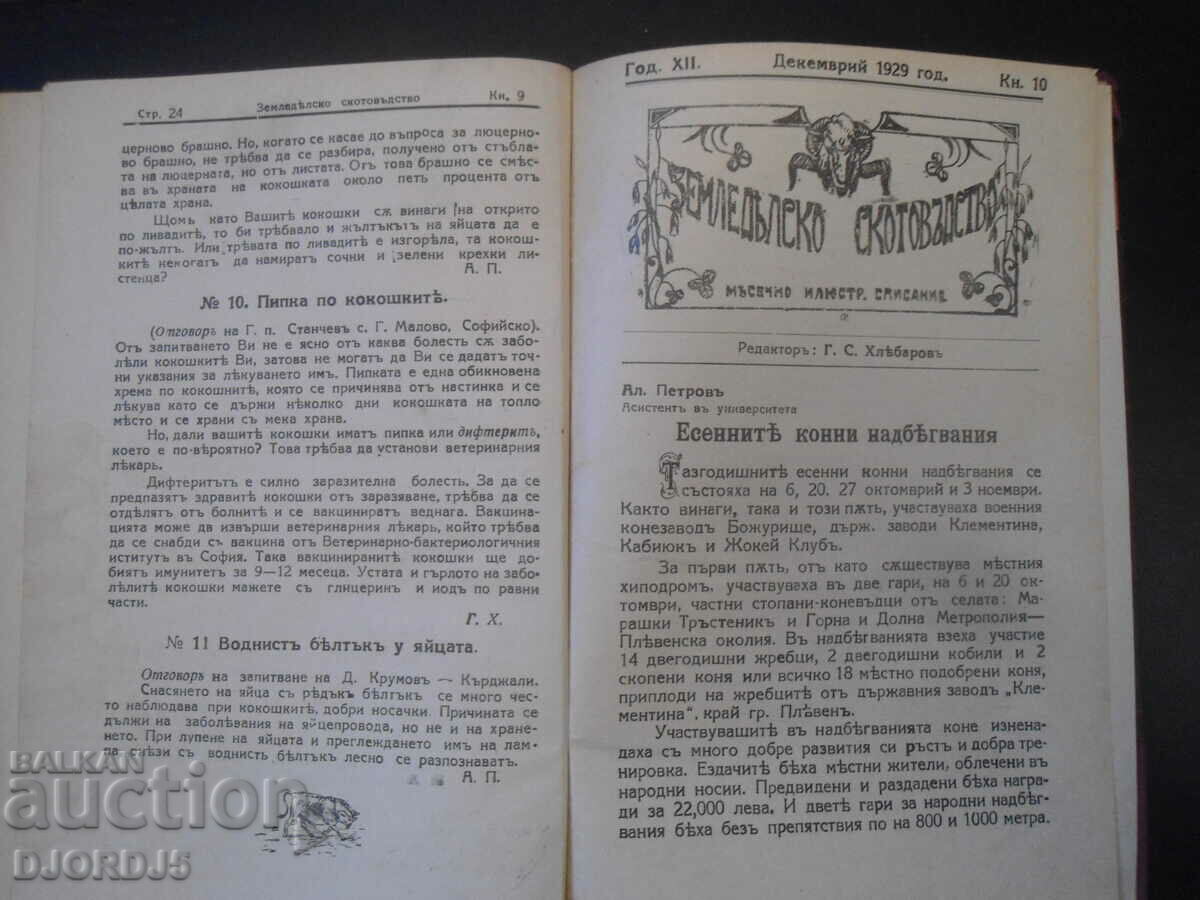 Стр. 24 Земледѣлско скотовъдство Кн. 9
церново брашно. Но, когато се касае до въпроса за люцерно-
во брашно, не трѣбва да се разбира, получено отъ стъбла-
та на люцерната, но отъ листата. Отъ това брашно се смѣс-
ва въ храната на кокошката около петь процента отъ
цѣлата храна.
Щомъ като Вашитѣ кокошки сѫ винаги на открито
по ливадитѣ, то би трѣбвало и жълтъкътъ на яйцата да е
по-жълтъ. Или трѣвата по ливадитѣ е изгорѣла, та кокош-
китѣ некогатъ да намиратъ сочни и зелени крехки ли-
стенца? А. П.
№ 10. Пипка по кокошкитѣ.
(Отговоръ на Г. п. Станчевъ с. Г. Малово, Софийско).
Отъ запитването Ви не е ясно отъ каква болесть сѫ забо-
лѣли кокошкитѣ Ви, затова не могатъ да Ви се дадатъ точ-
ни указания за лѣкуването имъ. Пипката е една обикновена
хрема по кокошнитѣ, която се причинява отъ настинка и се
лѣкува като се държи нѣколко дни кокошката на топло
мѣсто и се храни съ мека храна.
Но, дали вашитѣ кокошки иматъ пипка или дифтеритъ,
което е по-вѣроятно? Това трѣбва да установи ветеринарния
лѣкарь.
Дифтеритътъ е силно заразителна болесть. За да се
предпазятъ здравитѣ кокошки отъ заразяване, трѣбва да се
отдѣлятъ отъ болнитѣ и се вакциниратъ веднага. Вакцина-
цията може да извърши ветеринарния лѣкарь, който трѣбва
да се снабди съ вакцина отъ Ветеринарно-бактериологичния
иституть въ София. Така вакциниранитѣ кокошки ще до-
биятъ имунитетъ за 9—12 месеца. Устата и гърлото на забо-
лѣлитѣ кокошки мажете съ глицеринъ и иодъ по равни
части.
Г. Х.
№ 11 Воднистъ бѣлтъкъ у яйцата.
Отговоръ на запитване на Д. Крумовъ — Кърджали.
Снасянето на яйца съ рѣдъкъ бѣлтъкъ се много чес-
то наблюдава при кокошкитѣ, добри носачки. Причината се
дължи на заболѣвания на яйцепровода, но не и на хране-
нето. При лупене на яйцата и преглеждането имъ на лам-
па тѣзи съ воднистъ бѣлтъкъ лесно се разпознаватъ.
А. П.
Год. XII. Декемврий 1929 год. Кн. 10
ЗЕМЛЕДѢЛСКО СКОТОВЪДСТВО
МѢСЕЧНО ИЛЮСТР. СПИСАНИЕ
Редакторъ: Г. С. Хлѣбаровъ
Ал. Петровъ
Асистентъ въ университета
Есеннитѣ конни надбѣгвания
Тазгодишнитѣ есенни конни надбѣгвания се
състояха на 6, 20. 27 октомврий и 3 ноември.
Както винаги, така и този пѫть, участвуваха военния
конезаводъ Божурище, държ. заводи Клементина,
Кабиюкъ и Жокей Клубъ.
За първи пѫть, отъ като сѫществува мѣстния
хиподромъ, участвуваха въ две гари, на 6 и 20 ок-
томври, частни стопани-коневъдци отъ селата: Ма-
рашки Тръстеникъ и Горна и Долна Метрополия—
Плѣвенска околия. Въ надбѣгванията взеха участие
14 двегодишни жребци, 2 двегодишни кобили и 2
скопени коня или всичко 18 мѣстно подобрени коня,
приплоди на жребцитѣ отъ държавния заводъ „Кле-
ментина“, край гр. Плѣвенъ.
Участвувашитѣ въ надбѣгванията коне изнена-
даха съ много добре развития си ръстъ и добра тре-
нировка. Ездачитѣ бѣха мѣстни жители, облечени въ
народни носии. Предвидени и раздадени бѣха награ-
ди за 22,000 лева. И дветѣ гари за народни надбѣг-
вания бѣха безъ препятствия по на 800 и 1000 метра.
BALKAN
auction
DJORDJ5